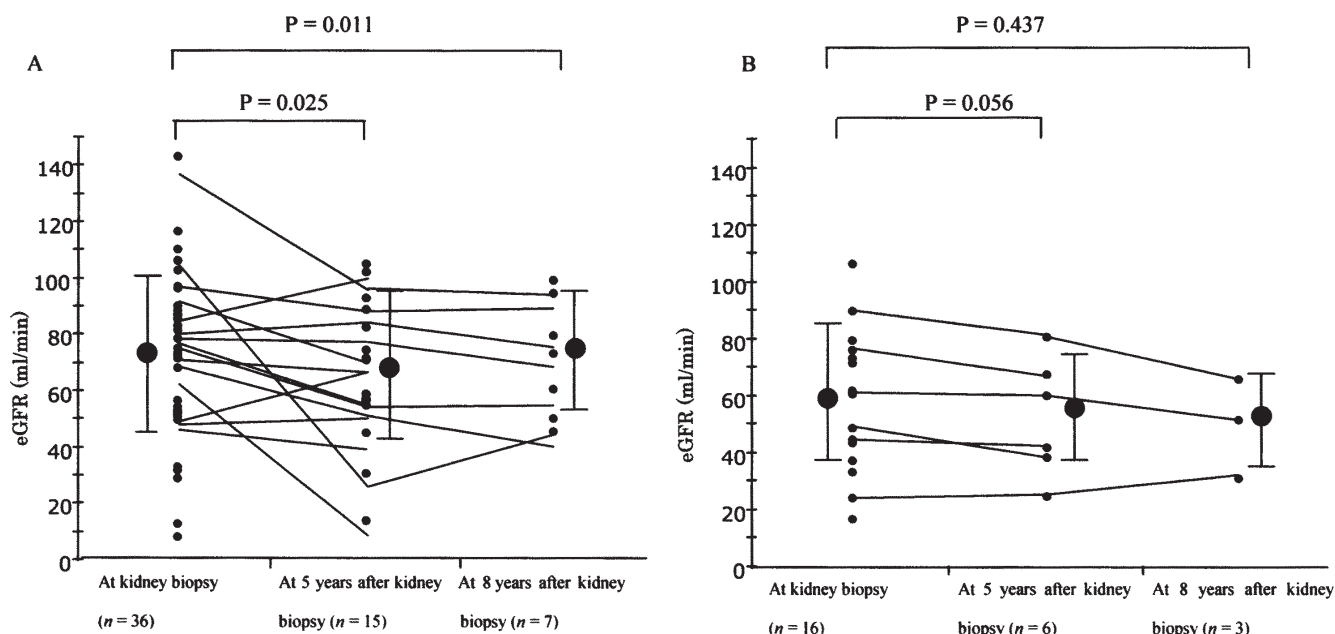 P = 0.011
A
P = 0.025
eGFR (ml/min)
140
120
100
80
60
40
20
0
At kidney biopsy
(n = 36)
At 5 years after kidney
biopsy (n = 15)
At 8 years after kidney
biopsy (n = 7)
P = 0.437
B
P = 0.056
eGFR (ml/min)
140
120
100
80
60
40
20
0
At kidney biopsy
(n = 16)
At 5 years after kidney
biopsy (n = 6)
At 8 years after kidney
biopsy (n = 3)